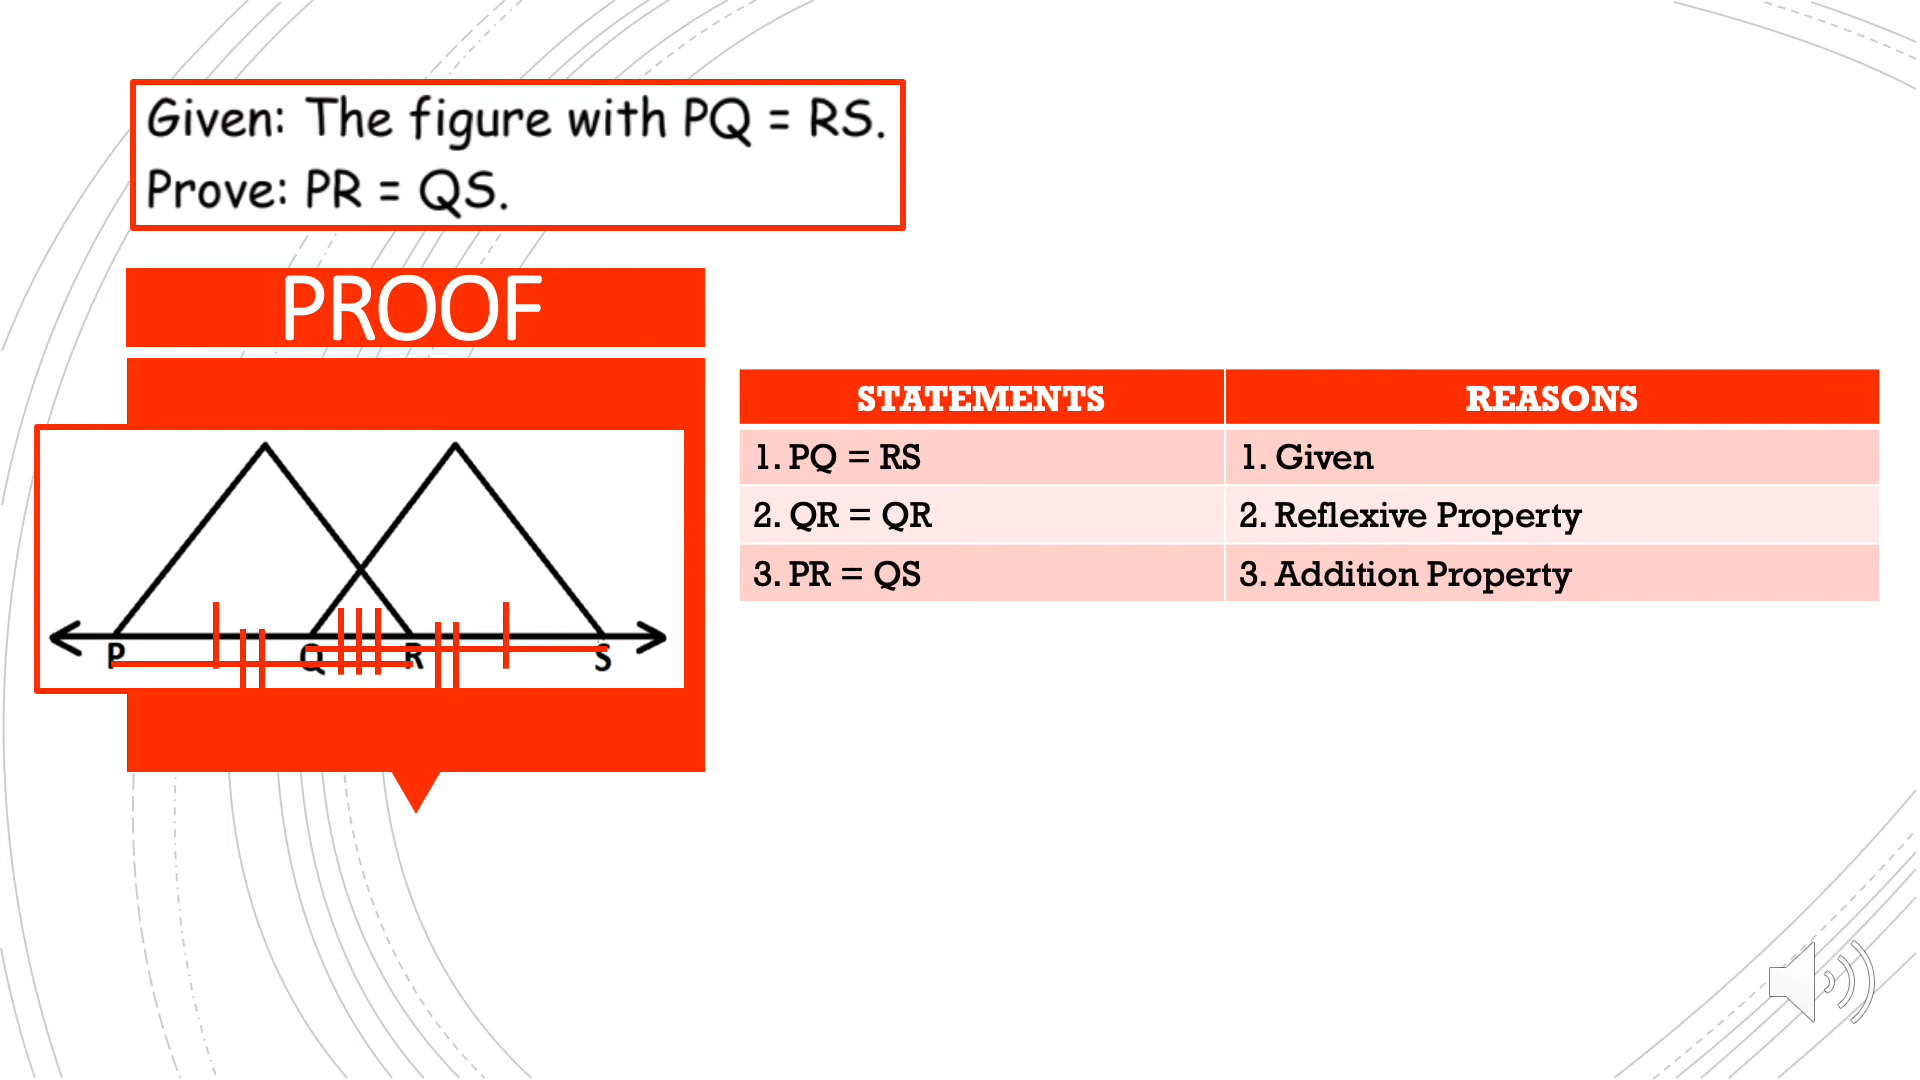 Given: The figure with PQ = RS.
Prove: PR = QS.
PROOF
P Q R S
STATEMENTS REASONS
1. PQ = RS 1. Given
2. QR = QR 2. Reflexive Property
3. PR = QS 3. Addition Property